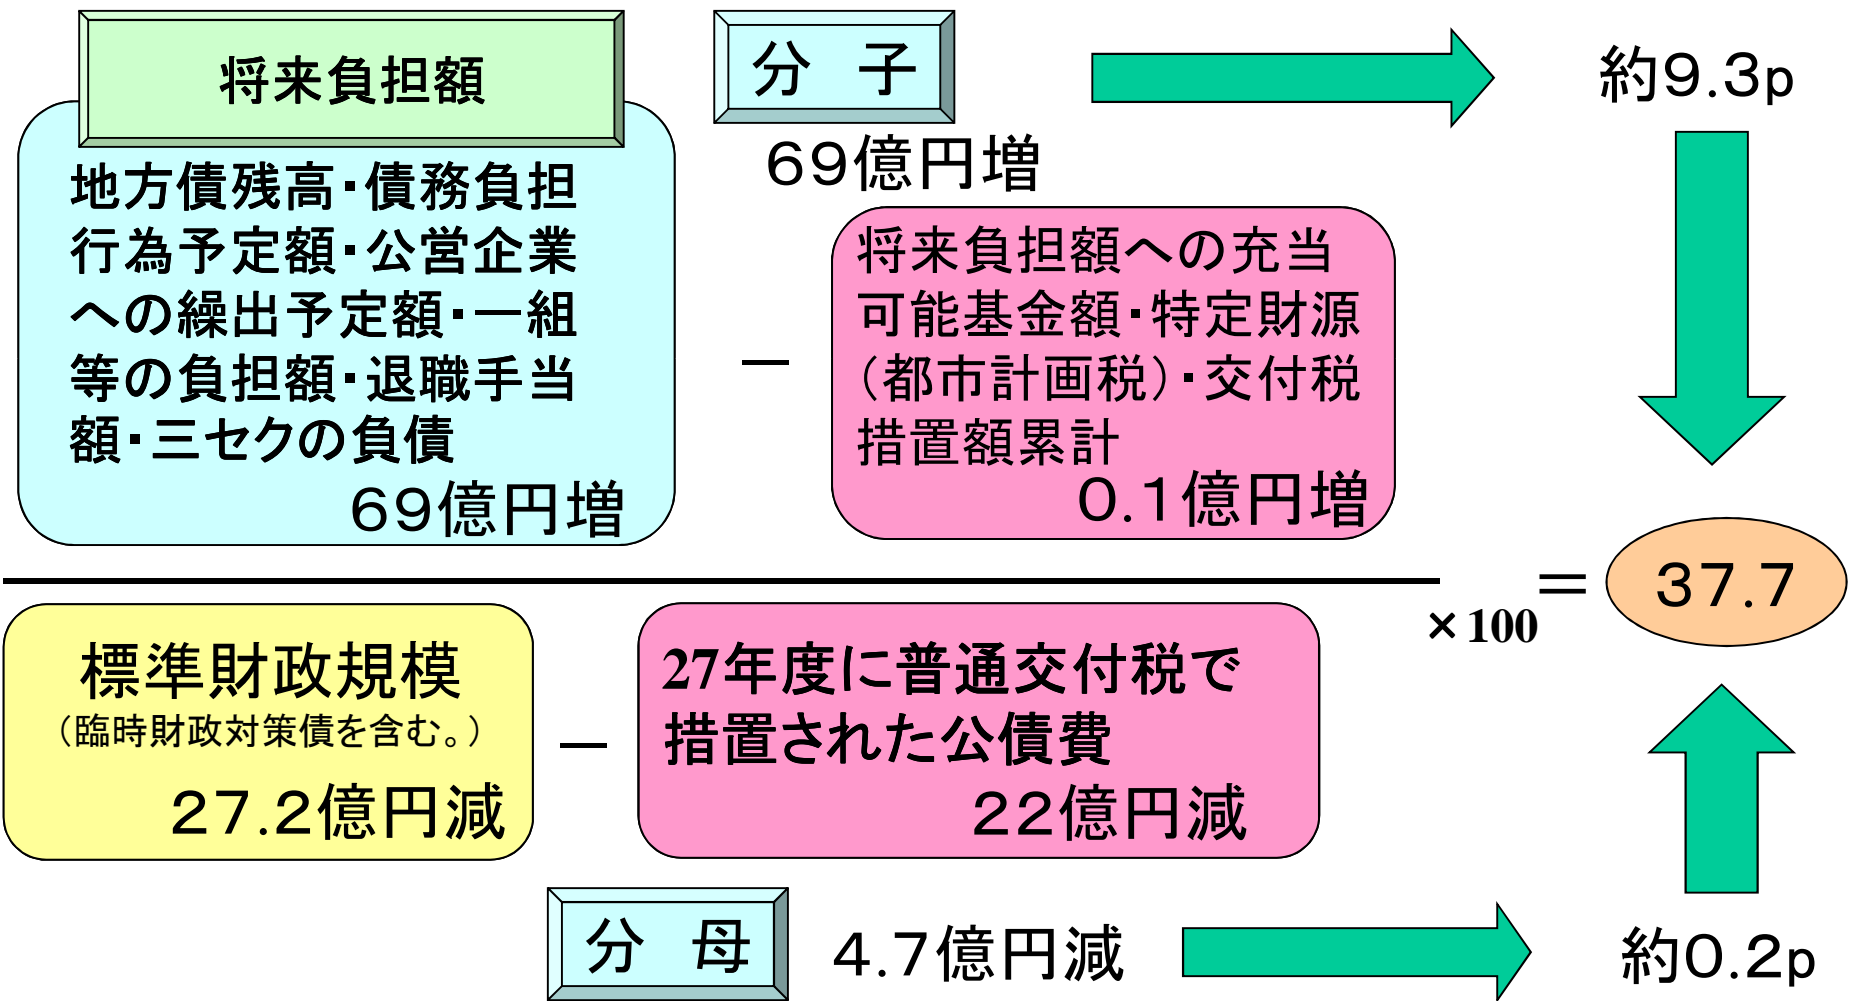 将来負担額
分　子
約9.3p
69億円増
地方債残高・債務負担
行為予定額・公営企業
への繰出予定額・一組
等の負担額・退職手当
額・三セクの負債
69億円増
－
将来負担額への充当
可能基金額・特定財源
（都市計画税）・交付税
措置額累計
0.1億円増
×100
＝
37.7
標準財政規模
（臨時財政対策債を含む。）
27.2億円減
－
27年度に普通交付税で
措置された公債費
22億円減
分　母
4.7億円減
約0.2p